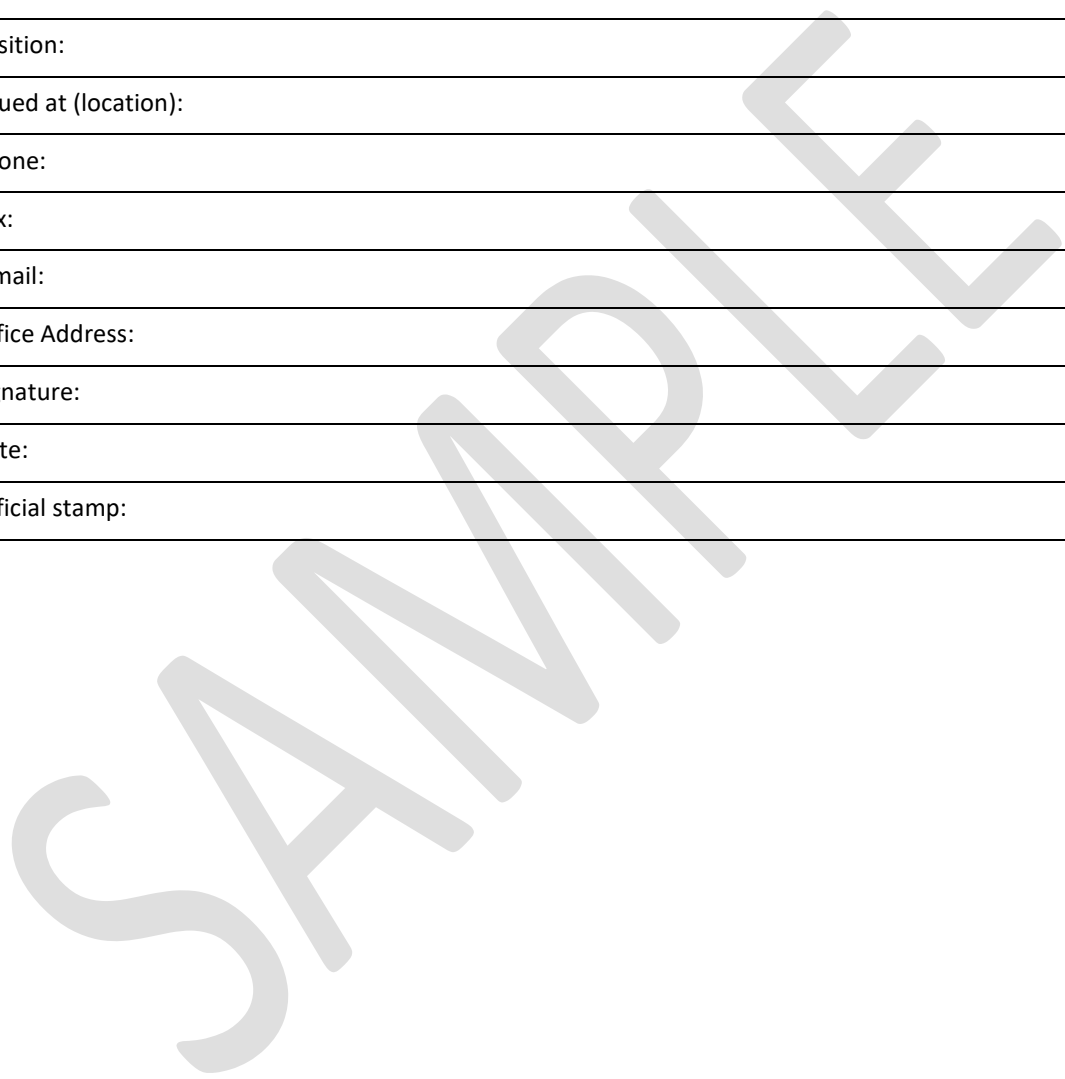 sition:
ued at (location):
one:
x:
mail:
fice Address:
nature:
te:
ficial stamp:
SAMPLE